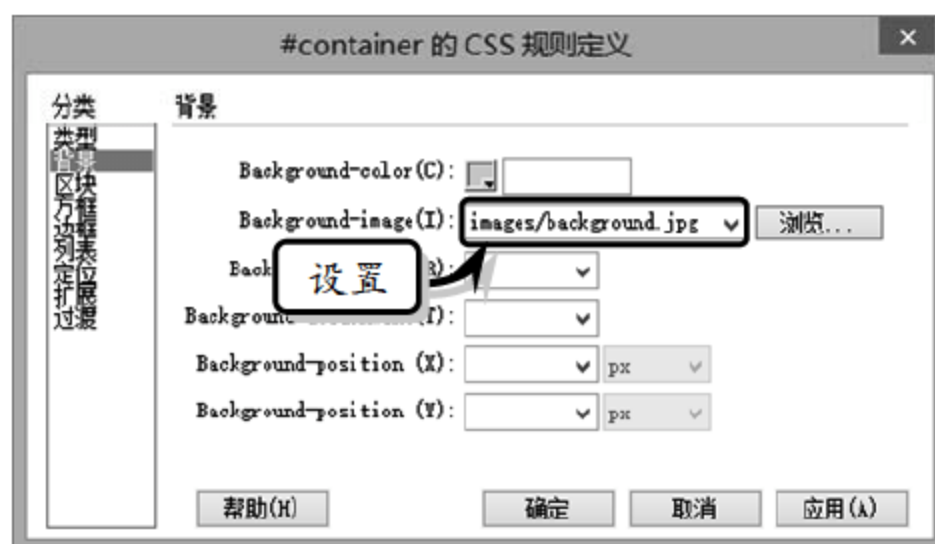 #container 的 CSS 规则定义
分类
背景
类型
背景
区块
方框
边框
列表
定位
扩展
过渡
Background-color(C):
Background-image(I): images/background.jpg 浏览...
设置
Background-position (X): px
Background-position (Y): px
帮助(H) 确定 取消 应用(A)